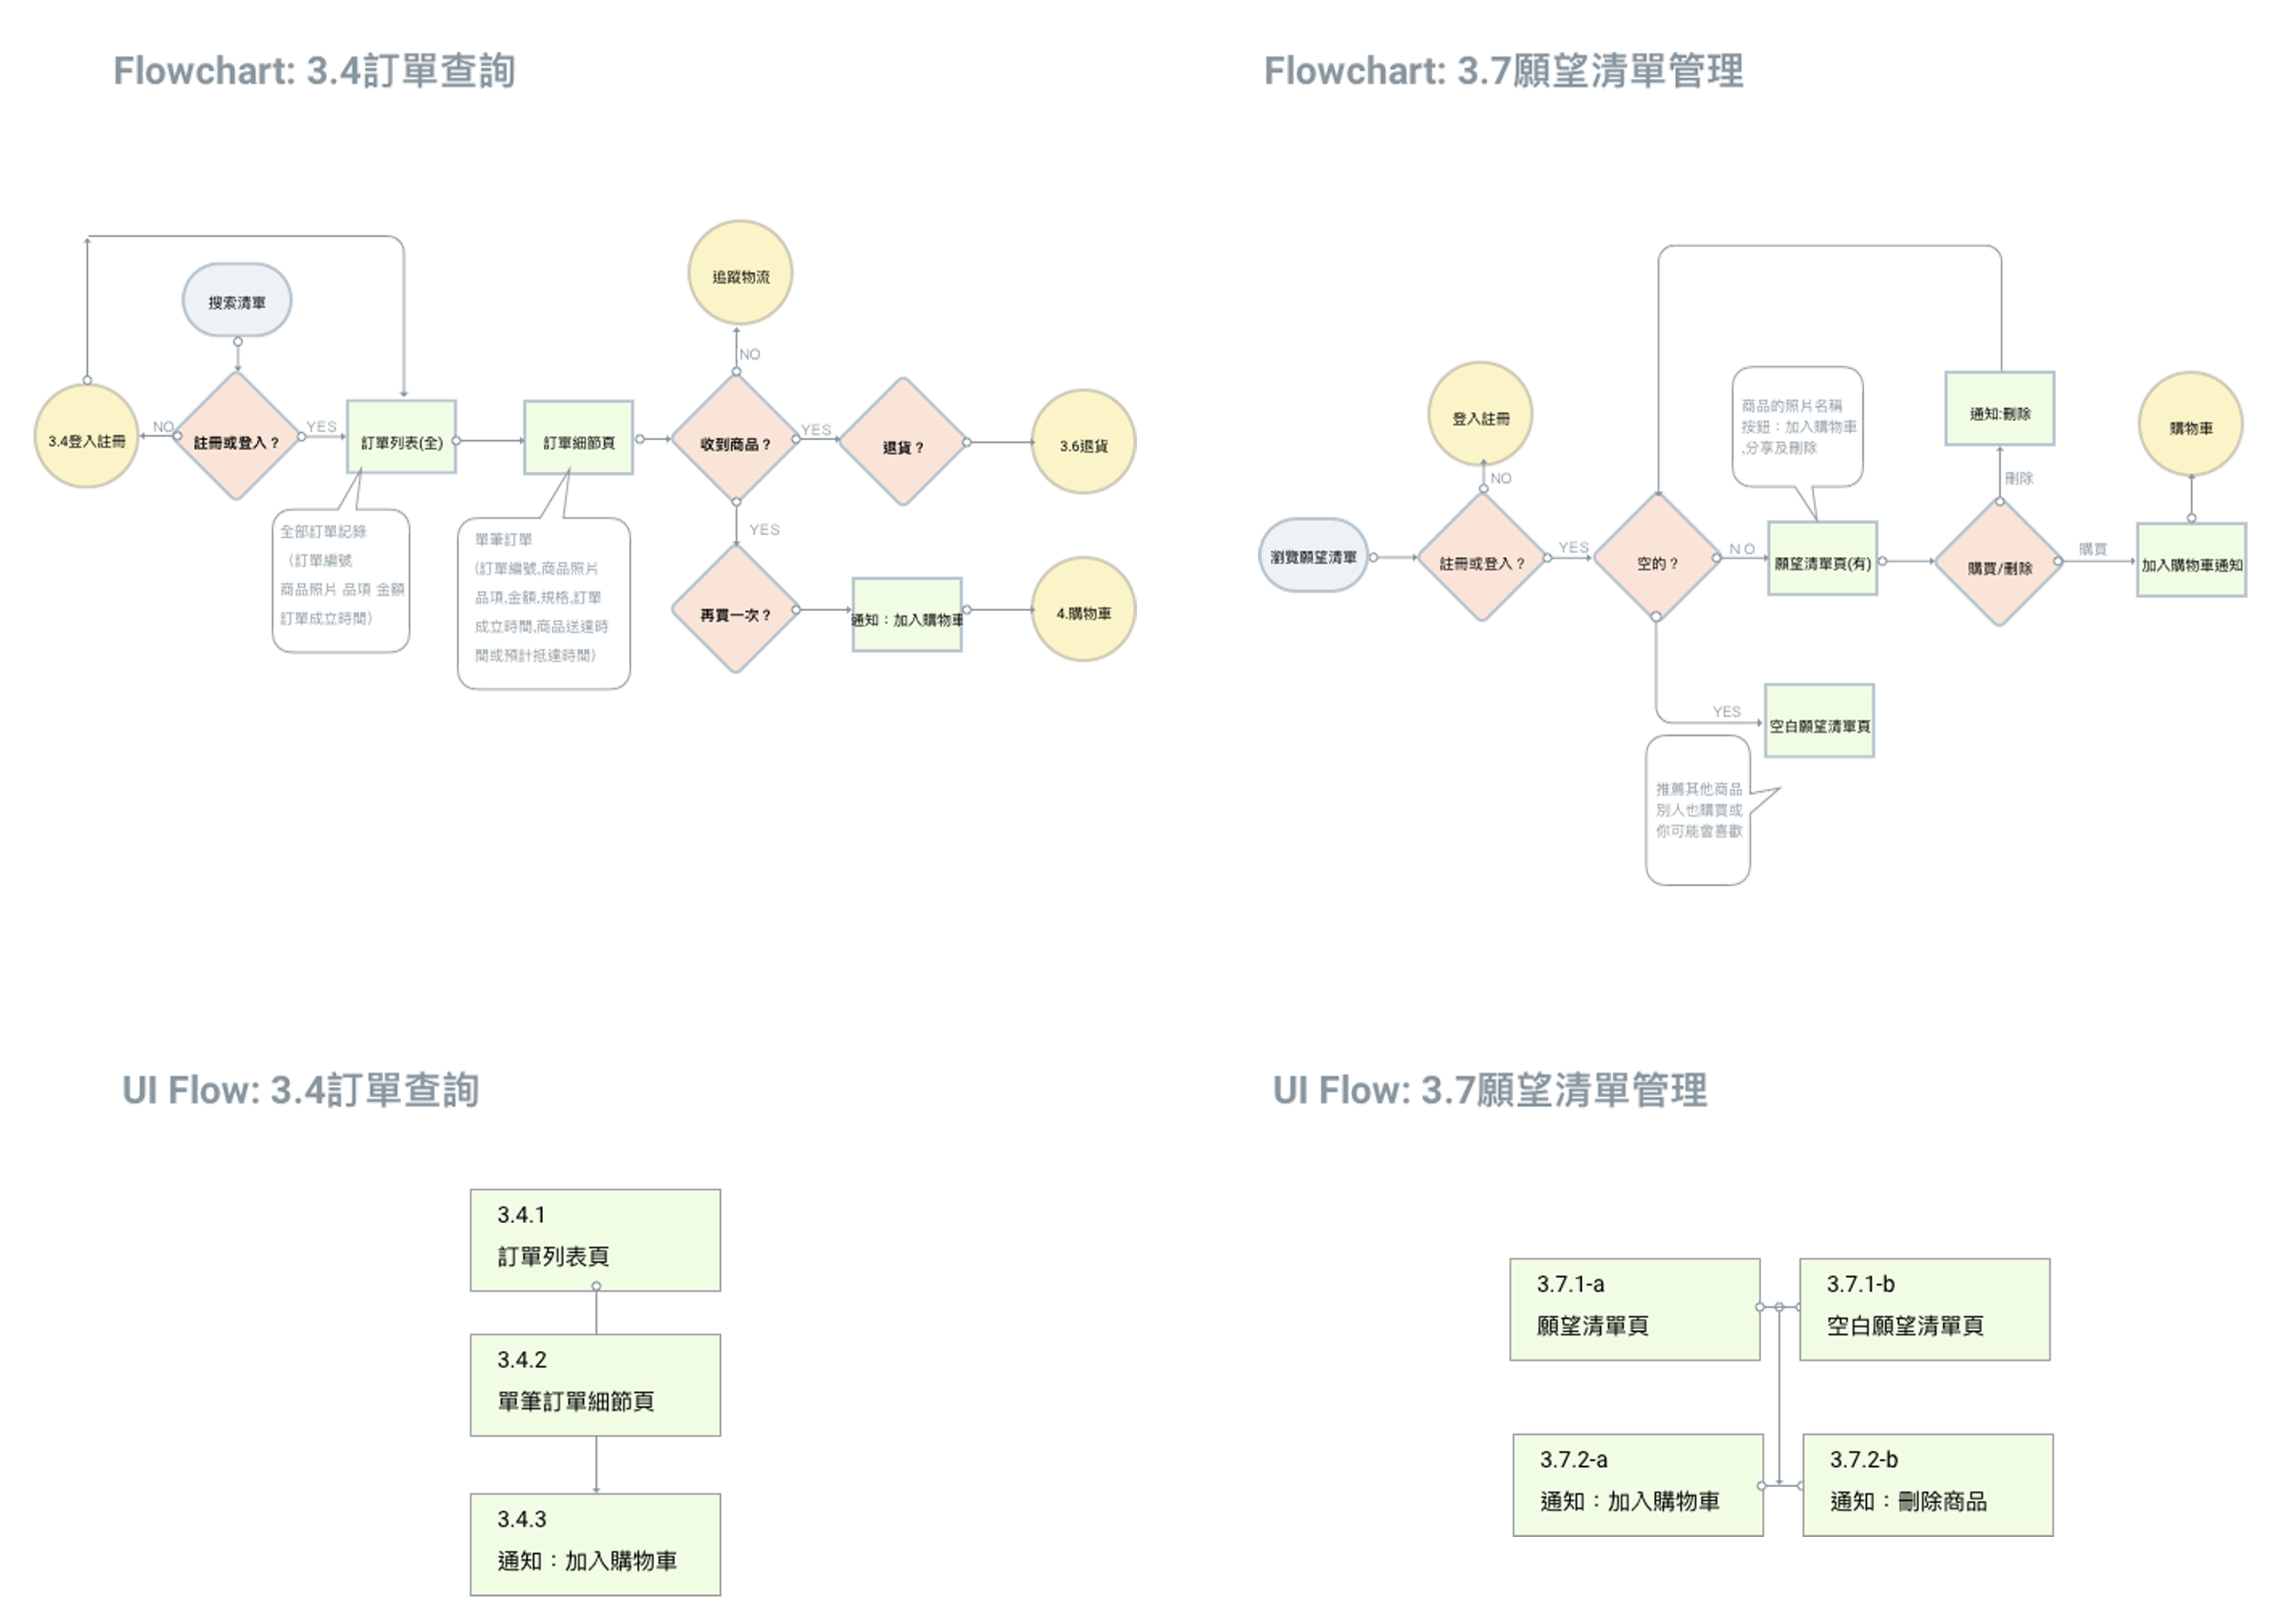 Flowchart: 3.4訂單查詢
搜索清單
3.4登入註冊
NO
註冊或登入？
YES
訂單列表(全)
全部訂單記錄
（訂單編號
商品照片 品項 金額
訂單成立時間）
訂單細節頁
單筆訂單
(訂單編號,商品照片
品項,金額,規格,訂單
成立時間,商品送達時
間或預計抵達時間)
追蹤物流
NO
收到商品？
YES
退貨？
3.6退貨
YES
再買一次？
通知：加入購物車
4.購物車
Flowchart: 3.7願望清單管理
瀏覽願望清單
登入註冊
NO
註冊或登入？
YES
空的？
NO
商品的照片名稱
按鈕：加入購物車
,分享及刪除
願望清單頁(有)
購買/刪除
刪除
通知:刪除
購買
加入購物車通知
購物車
YES
空白願望清單頁
推薦其他商品
別人也購買或
你可能會喜歡
UI Flow: 3.4訂單查詢
3.4.1
訂單列表頁
3.4.2
單筆訂單細節頁
3.4.3
通知：加入購物車
UI Flow: 3.7願望清單管理
3.7.1-a
願望清單頁
3.7.1-b
空白願望清單頁
3.7.2-a
通知：加入購物車
3.7.2-b
通知：刪除商品